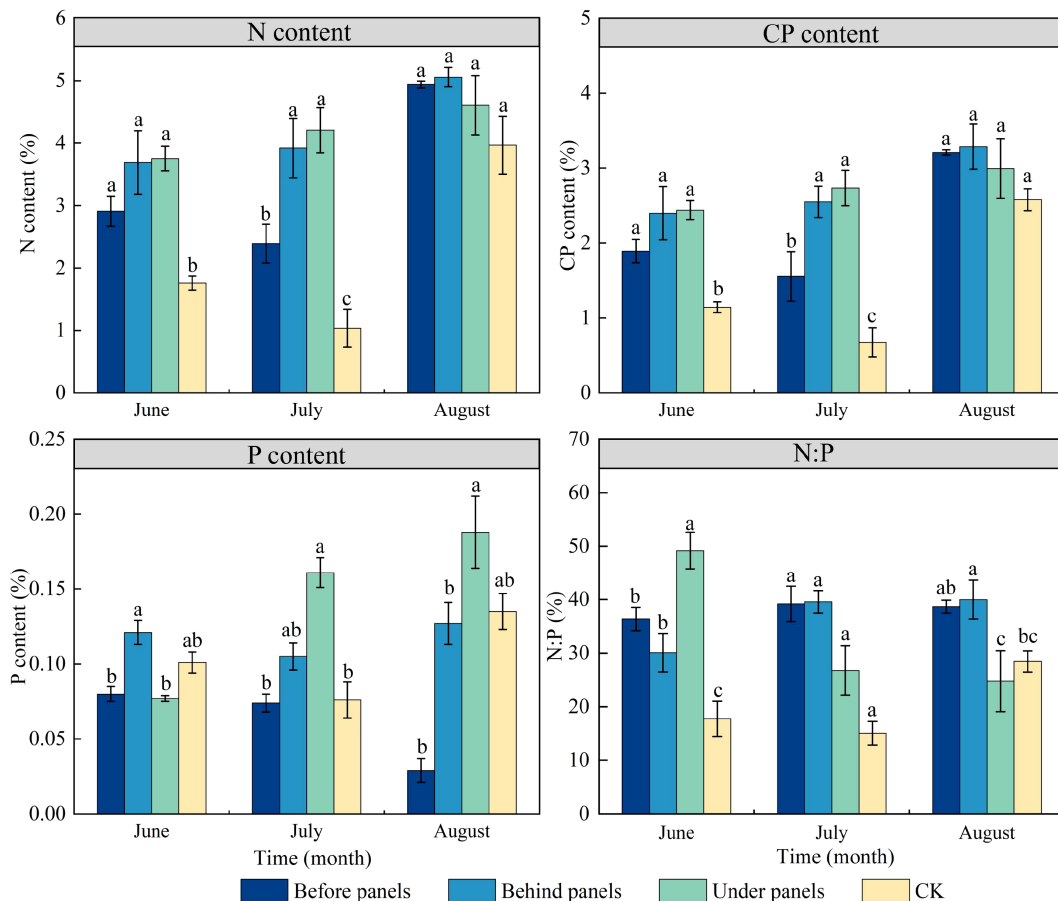 N content
6
5
4
3
2
1
0
N content (%)
a a a b
b a a c
a a a a
June July August
CP content
5
4
3
2
1
0
CP content (%)
a a a b
b a a c
a a a a
June July August
P content
0.25
0.20
0.15
0.10
0.05
0.00
P content (%)
b a b ab
b ab a b
b b a ab
June July August
Time (month)
N:P
70
60
50
40
30
20
10
0
N:P (%)
b b a c
a a a a
ab a c bc
June July August
Time (month)
Before panels Behind panels Under panels CK